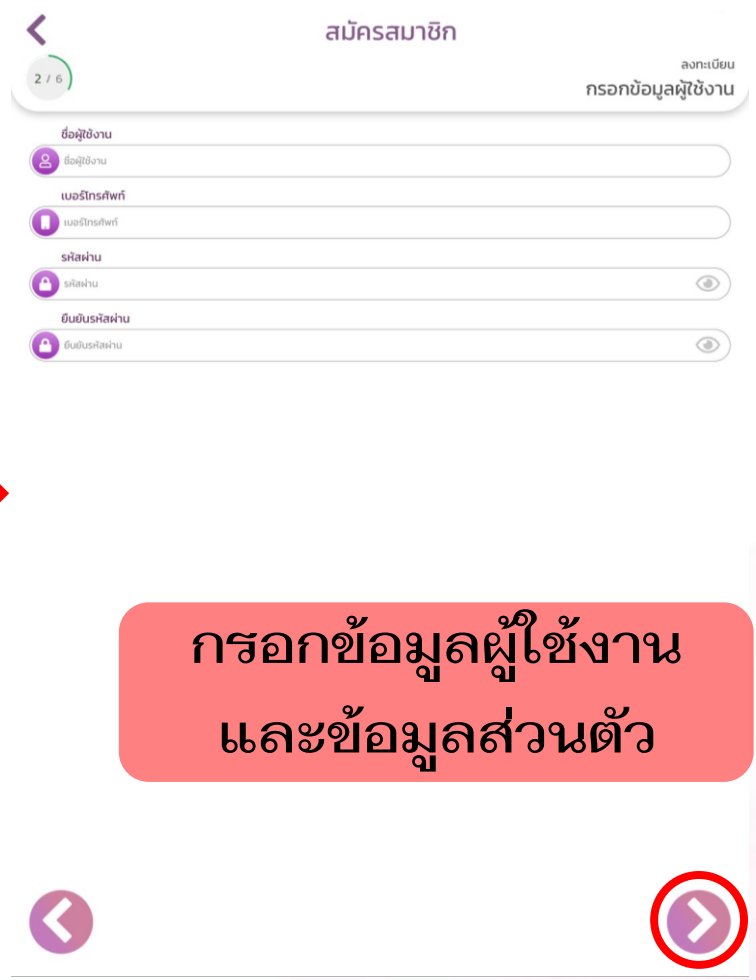 สมัครสมาชิก
2 / 6
ลงทะเบียน
กรอกข้อมูลผู้ใช้งาน
ชื่อผู้ใช้งาน
ชื่อผู้ใช้งาน
เบอร์โทรศัพท์
เบอร์โทรศัพท์
รหัสผ่าน
รหัสผ่าน
ยืนยันรหัสผ่าน
ยืนยันรหัสผ่าน
กรอกข้อมูลผู้ใช้งาน
และข้อมูลส่วนตัว